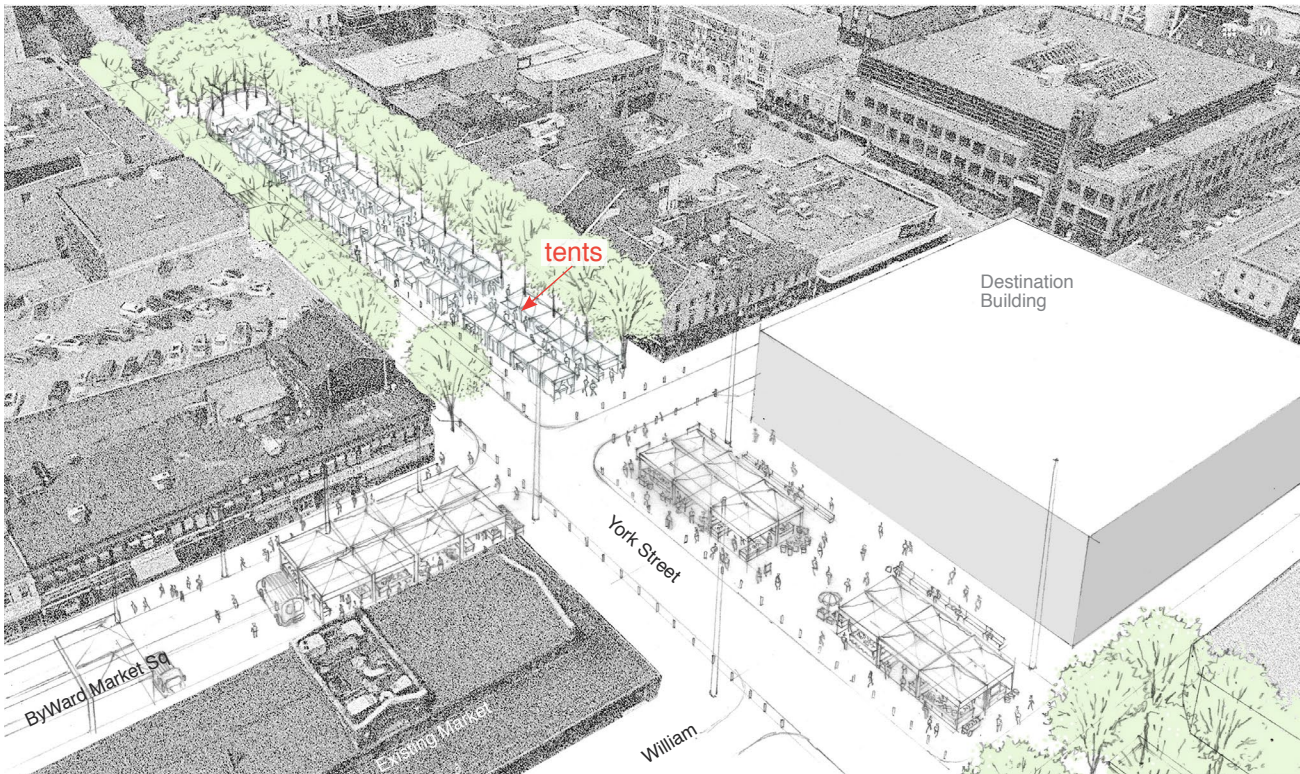 tents
Destination
Building
York Street
ByWard Market Sq
Existing Market
William